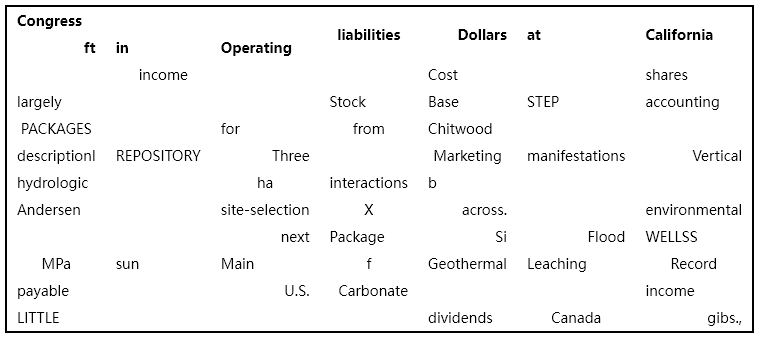 Congress ft in Operating liabilities Dollars at California
income Cost shares
largely Stock Base STEP accounting
PACKAGES for from Chitwood
descriptionl REPOSITORY Three Marketing manifestations Vertical
hydrologic ha interactions b
Andersen site-selection X across. environmental
next Package Si Flood WELLSS
MPa sun Main f Geothermal Leaching Record
payable U.S. Carbonate income
LITTLE dividends Canada gibs.,